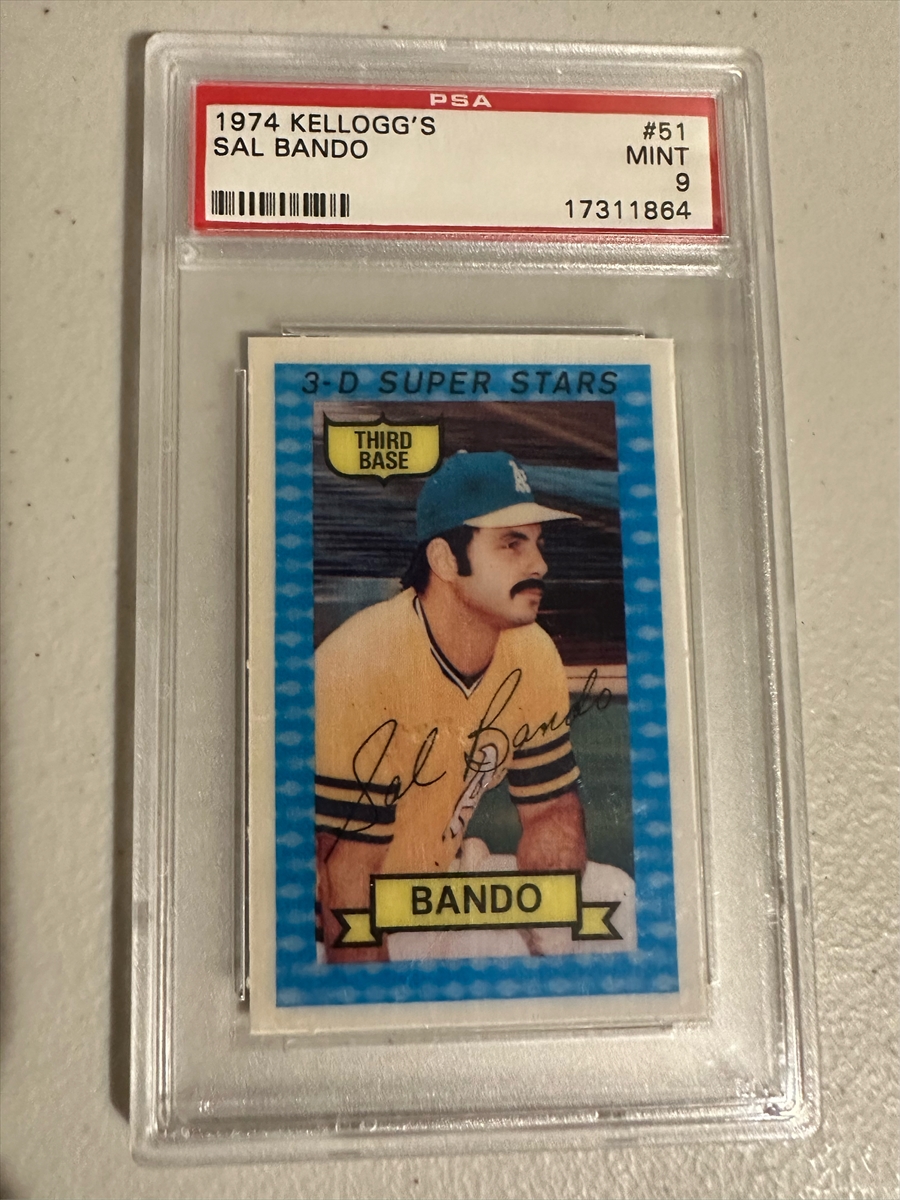 PSA
1974 KELLOGG'S #51
SAL BANDO MINT
9
17311864
3-D SUPER STARS
THIRD
BASE
Sal Bando
BANDO